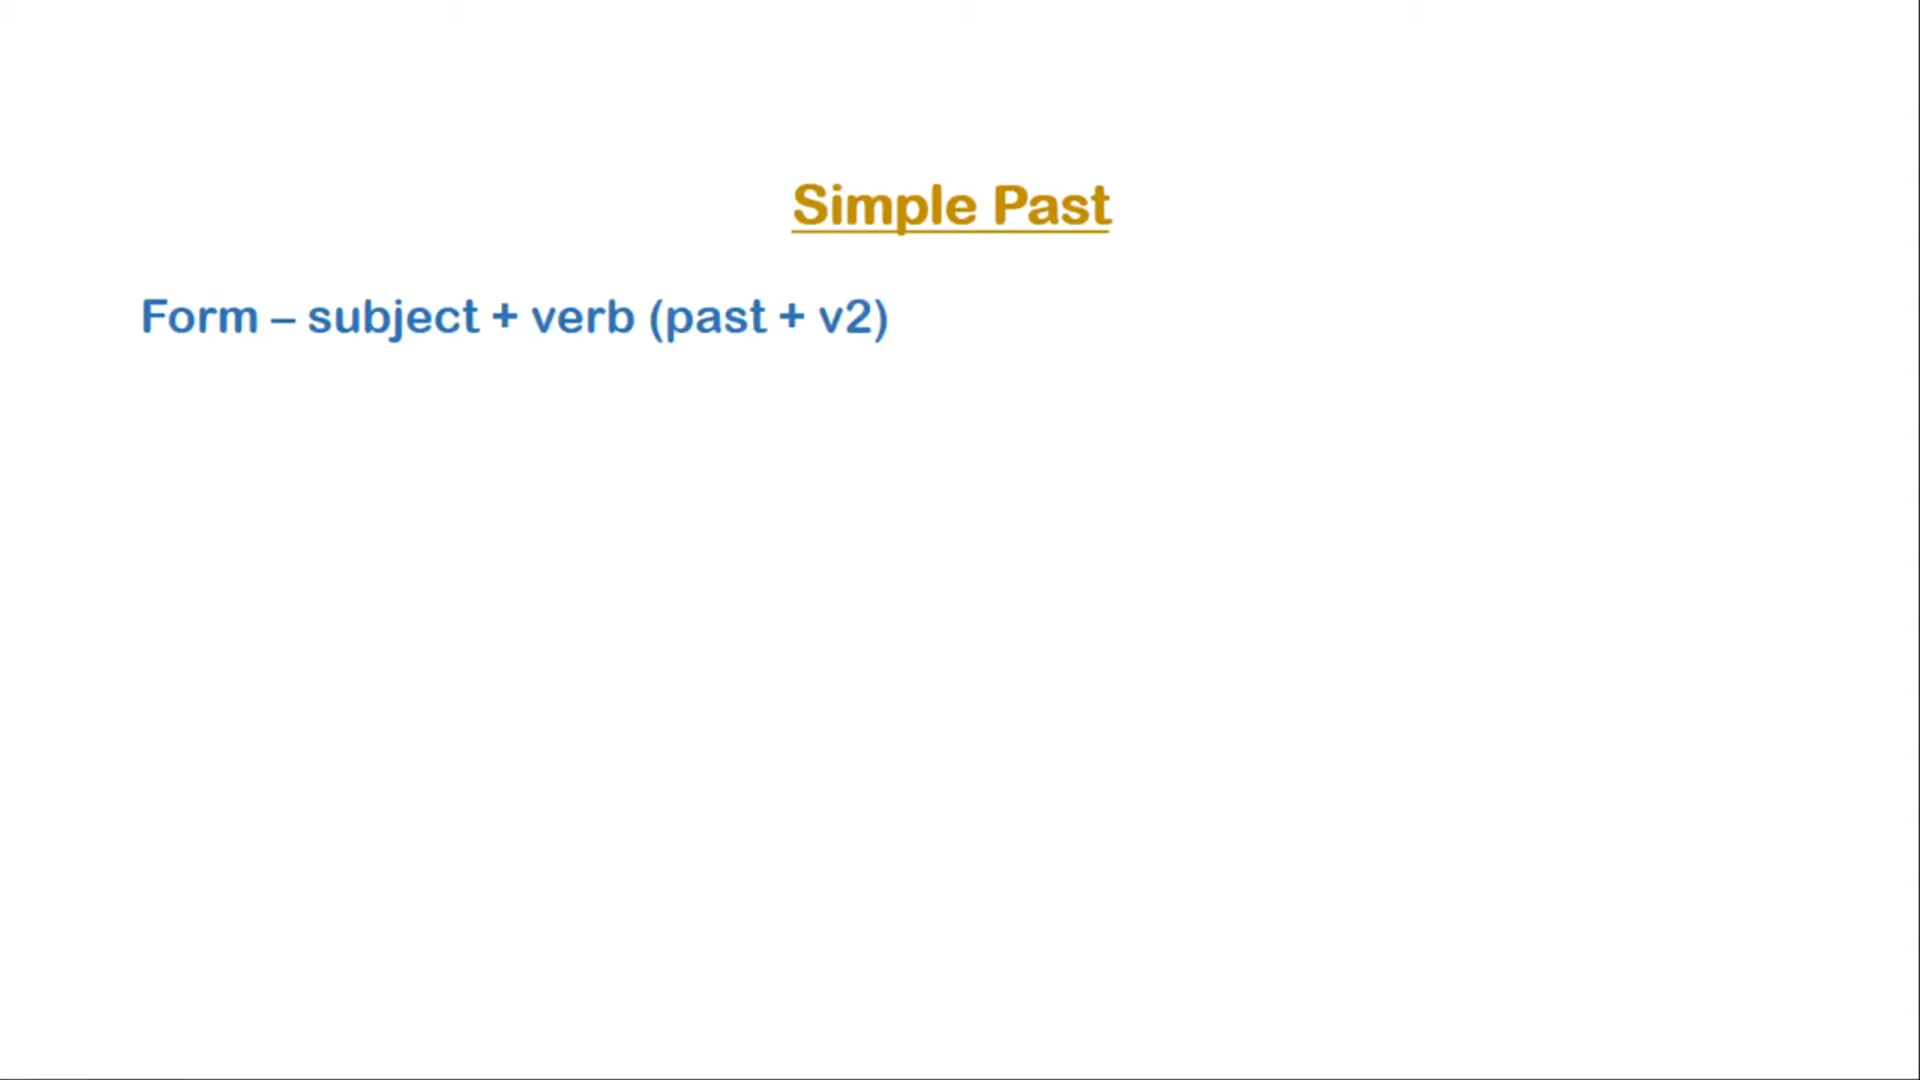 Simple Past
Form – subject + verb (past + v2)